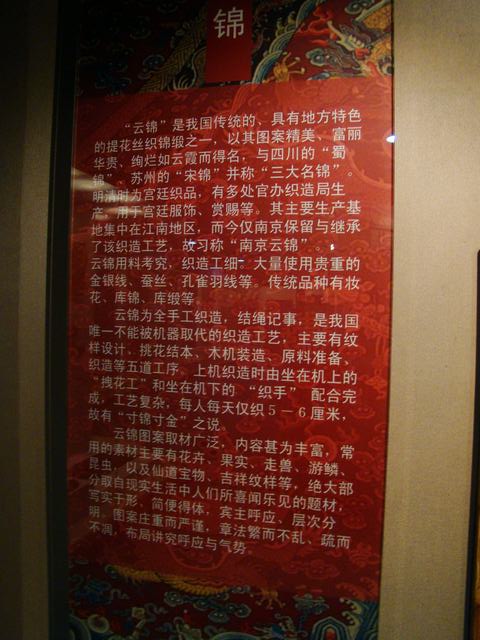 锦
“云锦”是我国传统的、具有地方特色
的提花丝织锦缎之一，以其图案精美、富丽
华贵、绚烂如云霞而得名，与四川的“蜀
锦”、苏州的“宋锦”并称“三大名锦”。
明清时为宫廷织品，有多处官办织造局生
产，用于宫廷服饰、赏赐等。其主要生产基
地集中在江南地区，而今仅南京保留与继承
了该织造工艺，故习称“南京云锦”。
云锦用料考究，织造工细。大量使用贵重的
金银线、蚕丝、孔雀羽线等。传统品种有妆
花、库锦、库缎等
云锦为全手工织造，结绳记事，是我国
唯一不能被机器取代的织造工艺，主要有纹
样设计、挑花结本、木机装造、原料准备、
织造等五道工序。上机织造时由坐在机上的
“拽花工”和坐在机下的“织手”配合完
成，工艺复杂，每人每天仅织5－6厘米，
故有“寸锦寸金”之说。
云锦图案取材广泛，内容甚为丰富，常
用的素材主要有花卉、果实、走兽、游鳞、
昆虫，以及仙道宝物、吉祥纹样等，绝大部
分取自现实生活中人们所喜闻乐见的题材，
写实于形，简便得体，宾主呼应、层次分
明。图案庄重而严谨，章法繁而不乱、疏而
不凋，布局讲究呼应与气势。